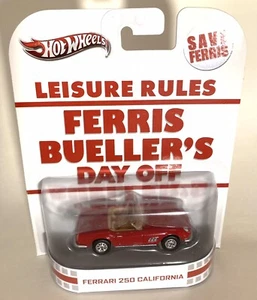 Hot Wheels
SAVE
FERRIS
LEISURE RULES
FERRIS
BUELLER'S
DAY OFF
FERRARI 250 CALIFORNIA